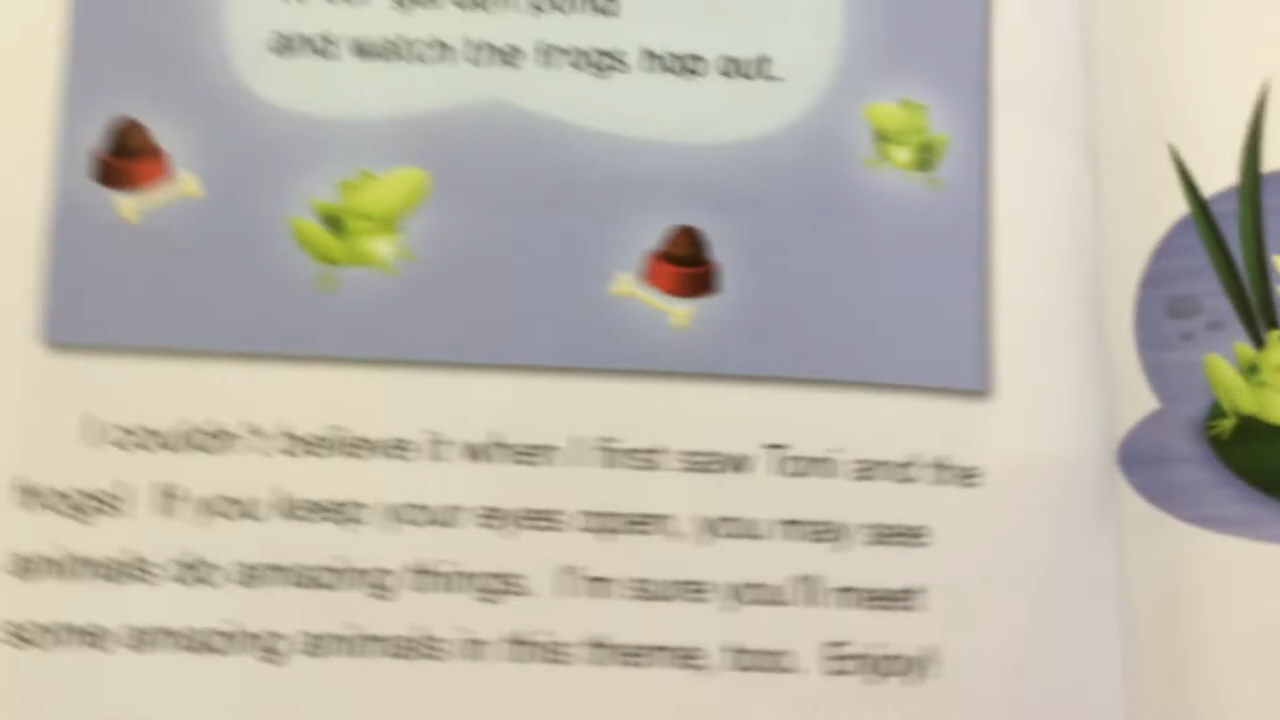 garden pond
and watch the frogs hop out.
I couldn't believe it when I first saw Toni and the
frogs! If you keep your eyes open, you may see
animals do amazing things. I'm sure you'll meet
some amazing animals in this theme, too. Enjoy!